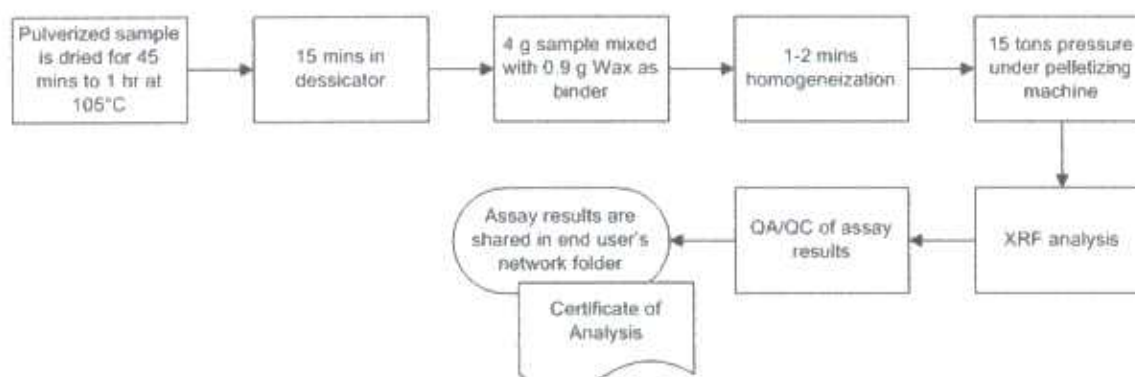 Pulverized sample
is dried for 45
mins to 1 hr at
105°C
15 mins in
dessicator
4 g sample mixed
with 0.9 g Wax as
binder
1-2 mins
homogeneization
15 tons pressure
under pelletizing
machine
XRF analysis
QA/QC of assay
results
Assay results are
shared in end user's
network folder
Certificate of
Analysis